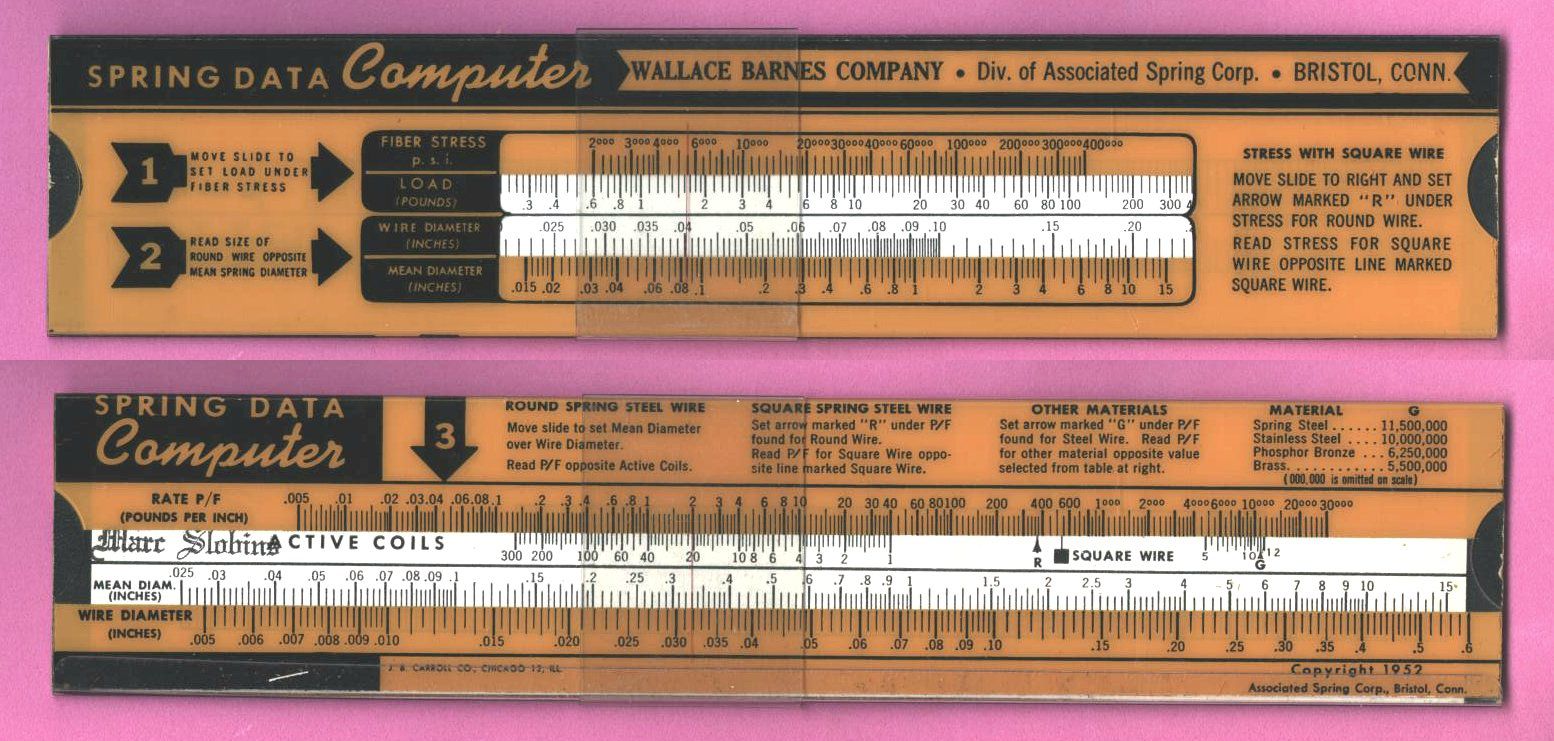 SPRING DATA Computer WALLACE BARNES COMPANY • Div. of Associated Spring Corp. • BRISTOL, CONN.
1 MOVE SLIDE TO
SET LOAD UNDER
FIBER STRESS
FIBER STRESS
p. s. i.
2000 3000 4000 6000 10000 20000 30000 40000 60000 100000 200000 300000 400000
LOAD
(POUNDS)
.3 .4 .6 .8 1 2 3 4 6 8 10 20 30 40 60 80 100 200 300 4
2 READ SIZE OF
ROUND WIRE OPPOSITE
MEAN SPRING DIAMETER
WIRE DIAMETER
(INCHES)
.025 .030 .035 .04 .05 .06 .07 .08 .09 .10 .15 .20
MEAN DIAMETER
(INCHES)
.015 .02 .03 .04 .06 .08 .1 .2 .3 .4 .6 .8 1 2 3 4 6 8 10 15
STRESS WITH SQUARE WIRE
MOVE SLIDE TO RIGHT AND SET
ARROW MARKED "R" UNDER
STRESS FOR ROUND WIRE.
READ STRESS FOR SQUARE
WIRE OPPOSITE LINE MARKED
SQUARE WIRE.
SPRING DATA
Computer
3
ROUND SPRING STEEL WIRE
Move slide to set Mean Diameter
over Wire Diameter.
Read P/F opposite Active Coils.
SQUARE SPRING STEEL WIRE
Set arrow marked "R" under P/F
found for Round Wire.
Read P/F for Square Wire oppo-
site line marked Square Wire.
OTHER MATERIALS
Set arrow marked "G" under P/F
found for Steel Wire. Read P/F
for other material opposite value
selected from table at right.
MATERIAL G
Spring Steel . . . . . . 11,500,000
Stainless Steel . . . . 10,000,000
Phosphor Bronze . . . 6,250,000
Brass. . . . . . . . . . . . 5,500,000
(000,000 is omitted on scale)
RATE P/F
(POUNDS PER INCH)
.005 .01 .02 .03 .04 .06 .08 .1 .2 .3 .4 .6 .8 1 2 3 4 6 8 10 20 30 40 60 80 100 200 400 600 1000 2000 4000 6000 10000 20000 30000
Marc Slobins ACTIVE COILS
300 200 100 60 40 20 10 8 6 4 3 2 1 R SQUARE WIRE 5 10 12 G
MEAN DIAM.
(INCHES)
.025 .03 .04 .05 .06 .07 .08 .09 .1 .15 .2 .25 .3 .4 .5 .6 .7 .8 .9 1 1.5 2 2.5 3 4 5 6 7 8 9 10 15
WIRE DIAMETER
(INCHES)
.005 .006 .007 .008 .009 .010 .015 .020 .025 .030 .035 .04 .05 .06 .07 .08 .09 .10 .15 .20 .25 .30 .35 .4 .5 .6
J. B. CARROLL CO., CHICAGO 12, ILL.
Copyright 1952
Associated Spring Corp., Bristol, Conn.